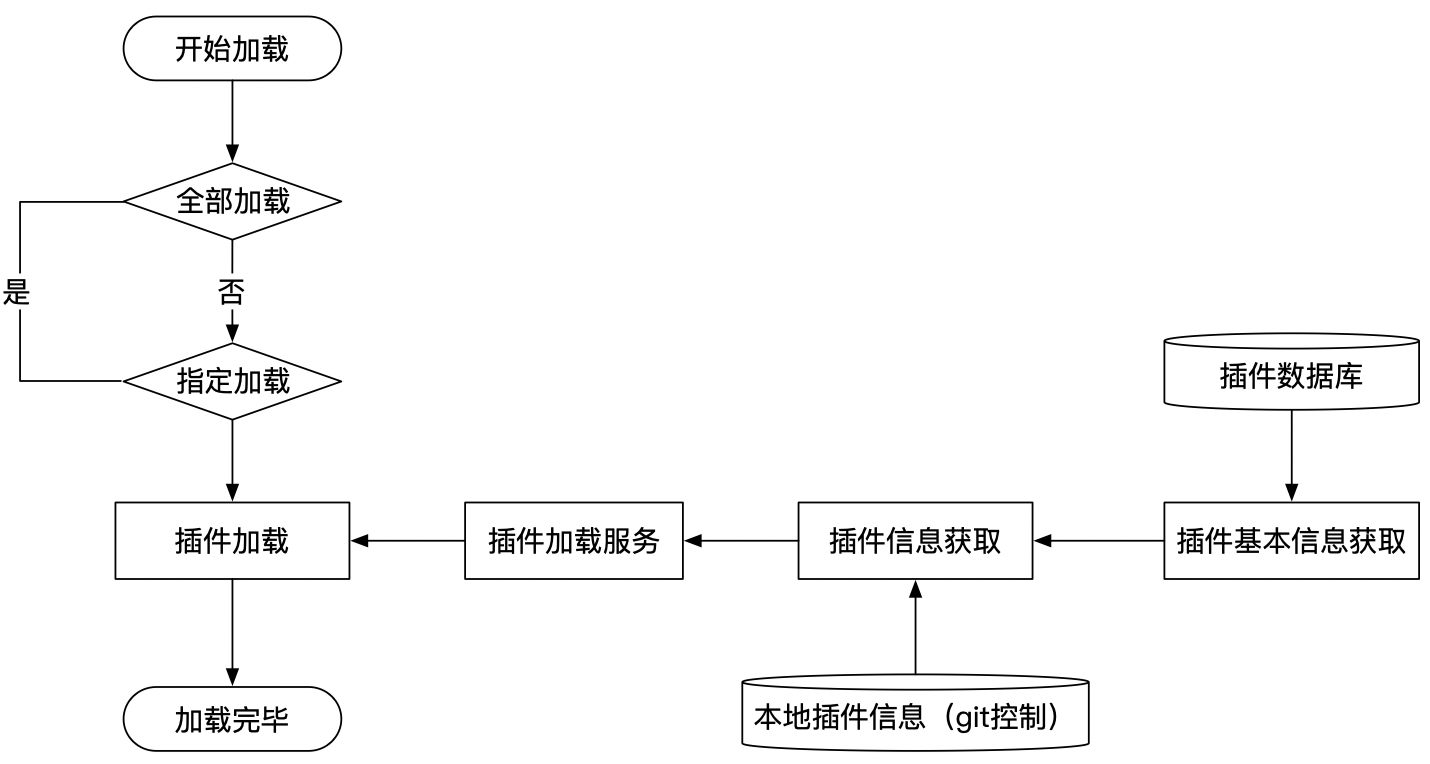 开始加载
全部加载
是
否
指定加载
插件数据库
插件加载
插件加载服务
插件信息获取
插件基本信息获取
加载完毕
本地插件信息（git控制）